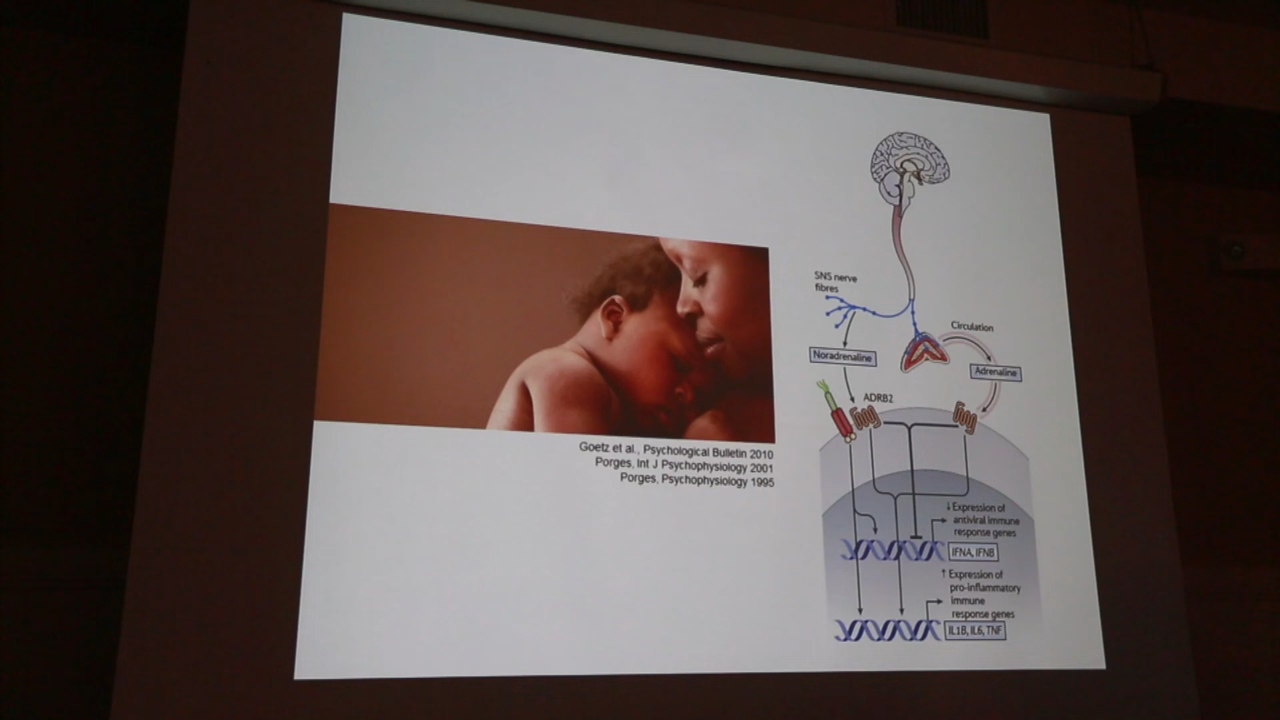 Goetz et al., Psychological Bulletin 2010
Porges, Int J Psychophysiology 2001
Porges, Psychophysiology 1995
SNS nerve
fibres
Circulation
Noradrenaline
Adrenaline
ADRB2
↓ Expression of
antiviral immune
response genes
IFNA, IFNB
↑ Expression of
pro-inflammatory
immune
response genes
IL1B, IL6, TNF